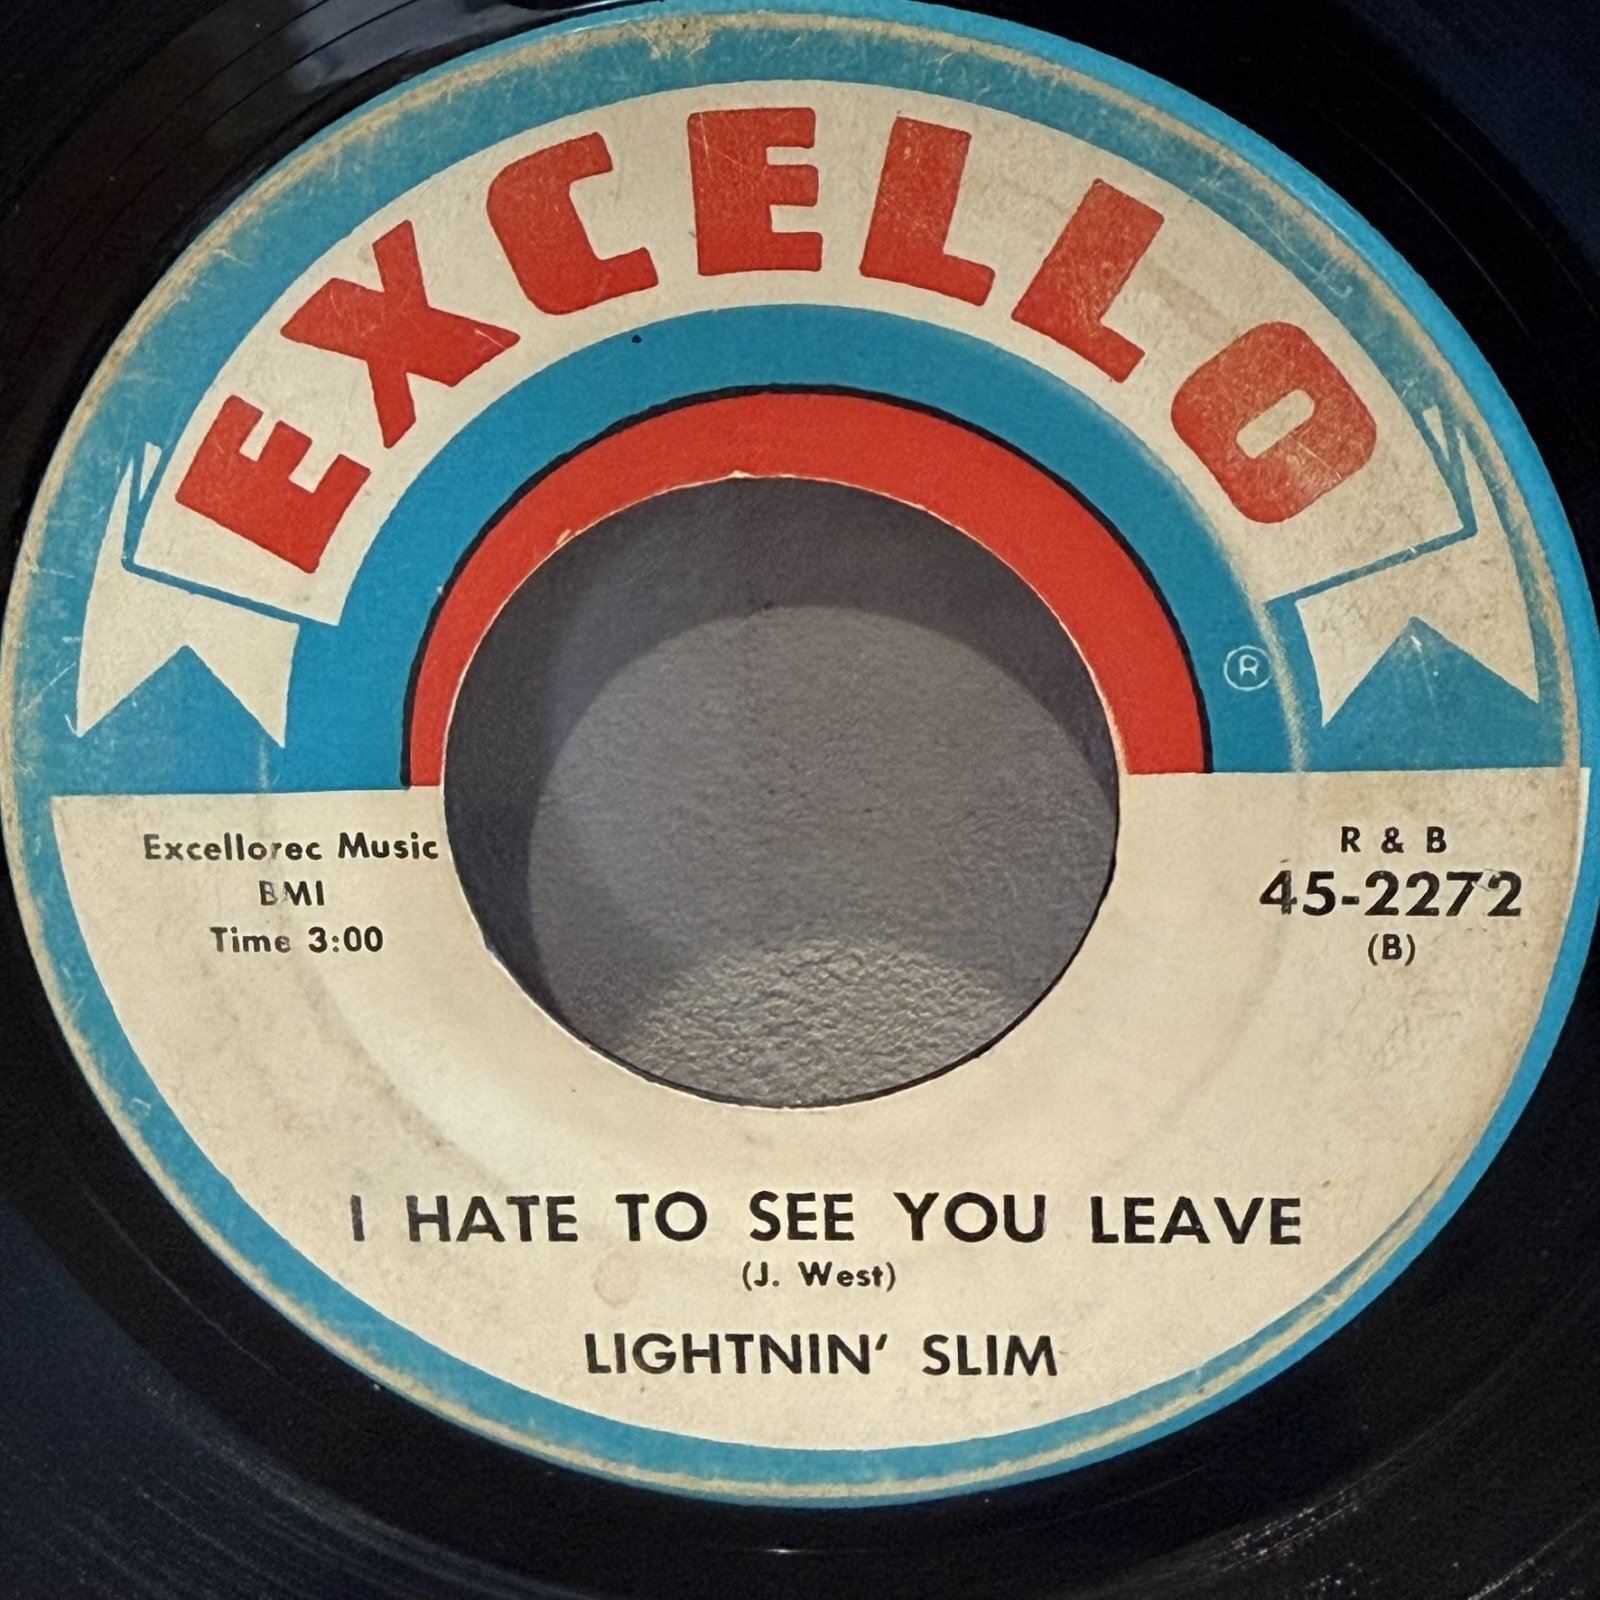 EXCELLO
®
Excellorec Music
BMI
Time 3:00
R & B
45-2272
(B)
I HATE TO SEE YOU LEAVE
(J. West)
LIGHTNIN' SLIM